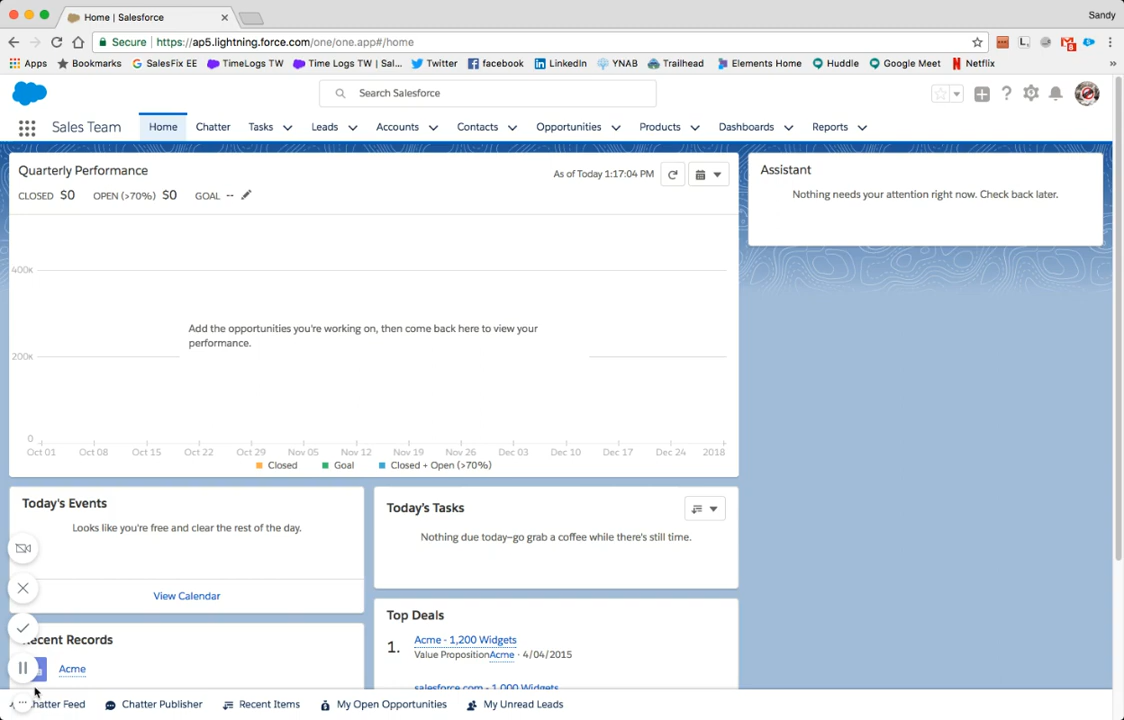 Home | Salesforce
Sandy
Secure https://ap5.lightning.force.com/one/one.app#/home
Apps Bookmarks SalesFix EE TimeLogs TW Time Logs TW | Sal... Twitter facebook LinkedIn YNAB Trailhead Elements Home Huddle Google Meet Netflix »
Search Salesforce
Sales Team Home Chatter Tasks Leads Accounts Contacts Opportunities Products Dashboards Reports
Quarterly Performance
As of Today 1:17:04 PM
CLOSED $0 OPEN (>70%) $0 GOAL --
400K
Add the opportunities you're working on, then come back here to view your
performance.
200K
0
Oct 01 Oct 08 Oct 15 Oct 22 Oct 29 Nov 05 Nov 12 Nov 19 Nov 26 Dec 03 Dec 10 Dec 17 Dec 24 2018
Closed Goal Closed + Open (>70%)
Assistant
Nothing needs your attention right now. Check back later.
Today's Events
Looks like you're free and clear the rest of the day.
View Calendar
Today's Tasks
Nothing due today–go grab a coffee while there's still time.
Recent Records
Acme
Top Deals
1. Acme - 1,200 Widgets
Value PropositionAcme · 4/04/2015
salesforce.com - 1,000 Widgets
Chatter Feed Chatter Publisher Recent Items My Open Opportunities My Unread Leads